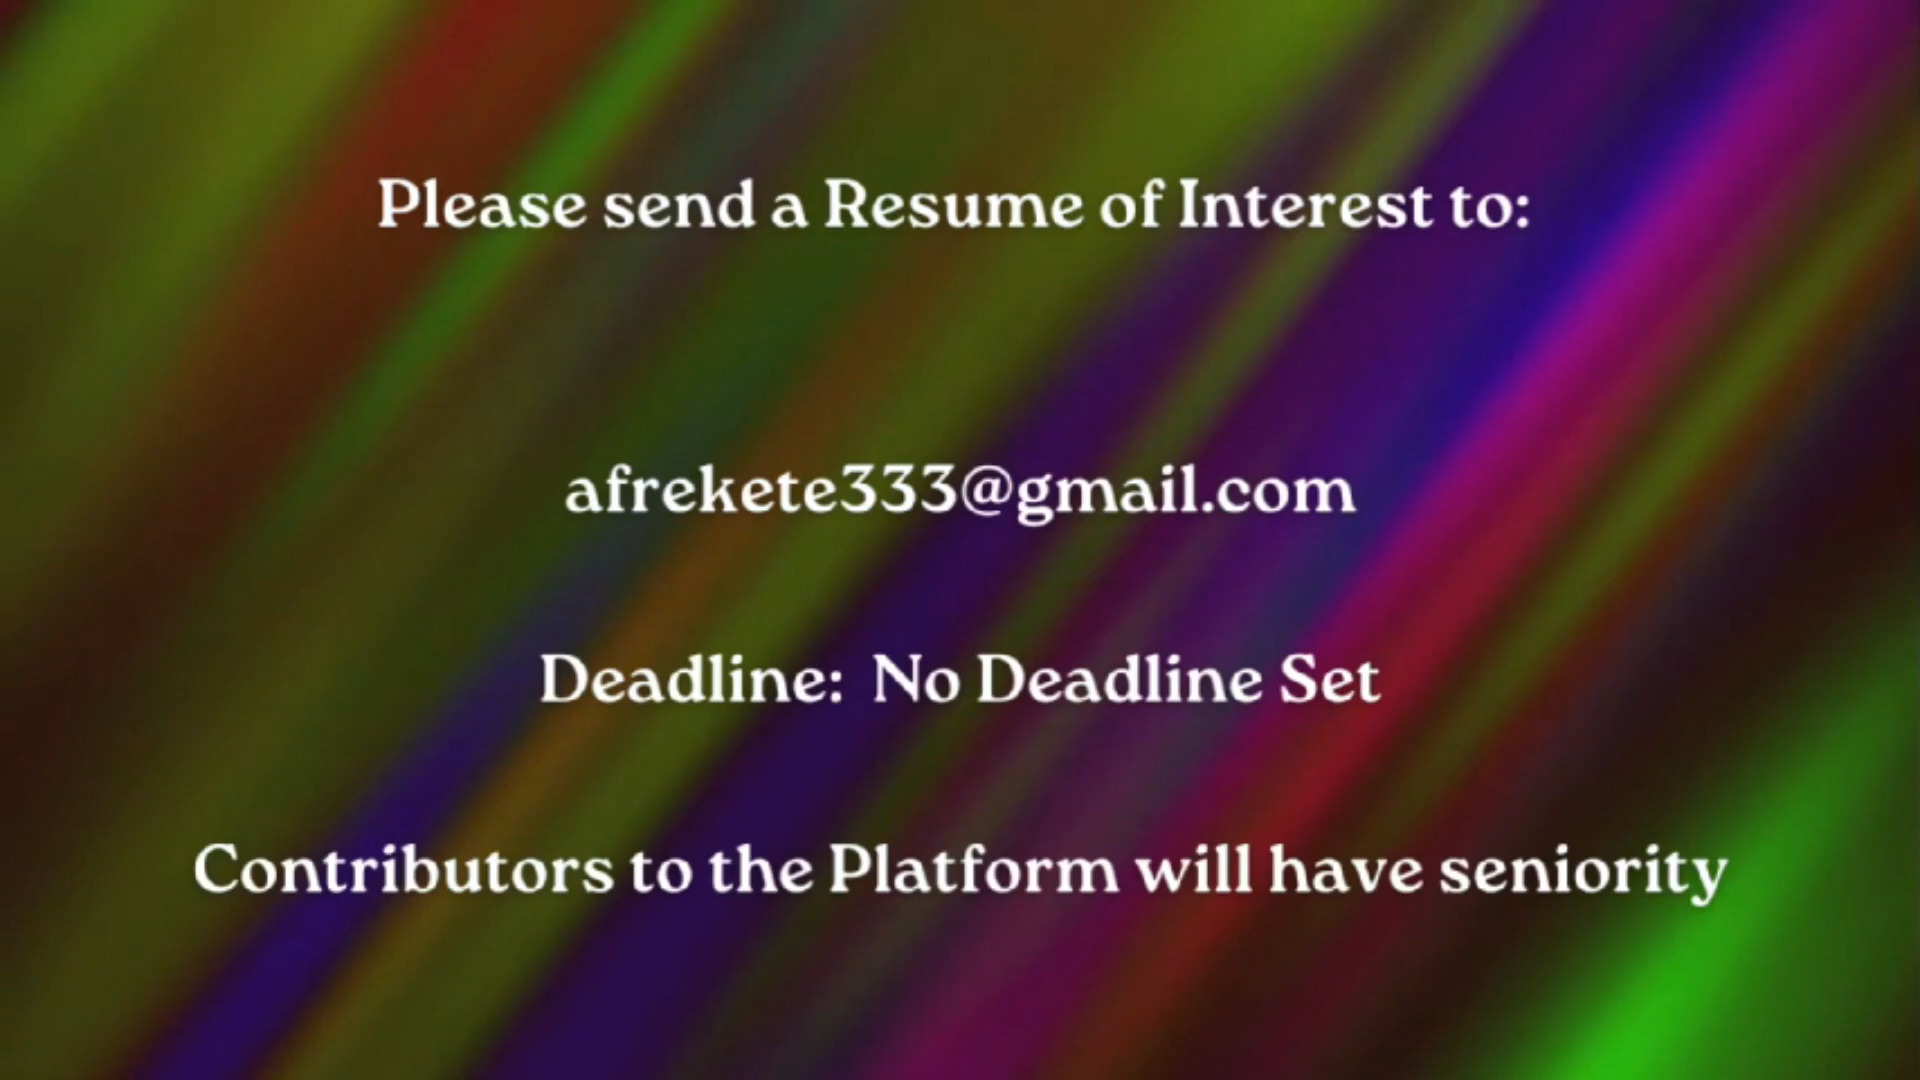 Please send a Resume of Interest to:
afrekete333@gmail.com
Deadline:  No Deadline Set
Contributors to the Platform will have seniority